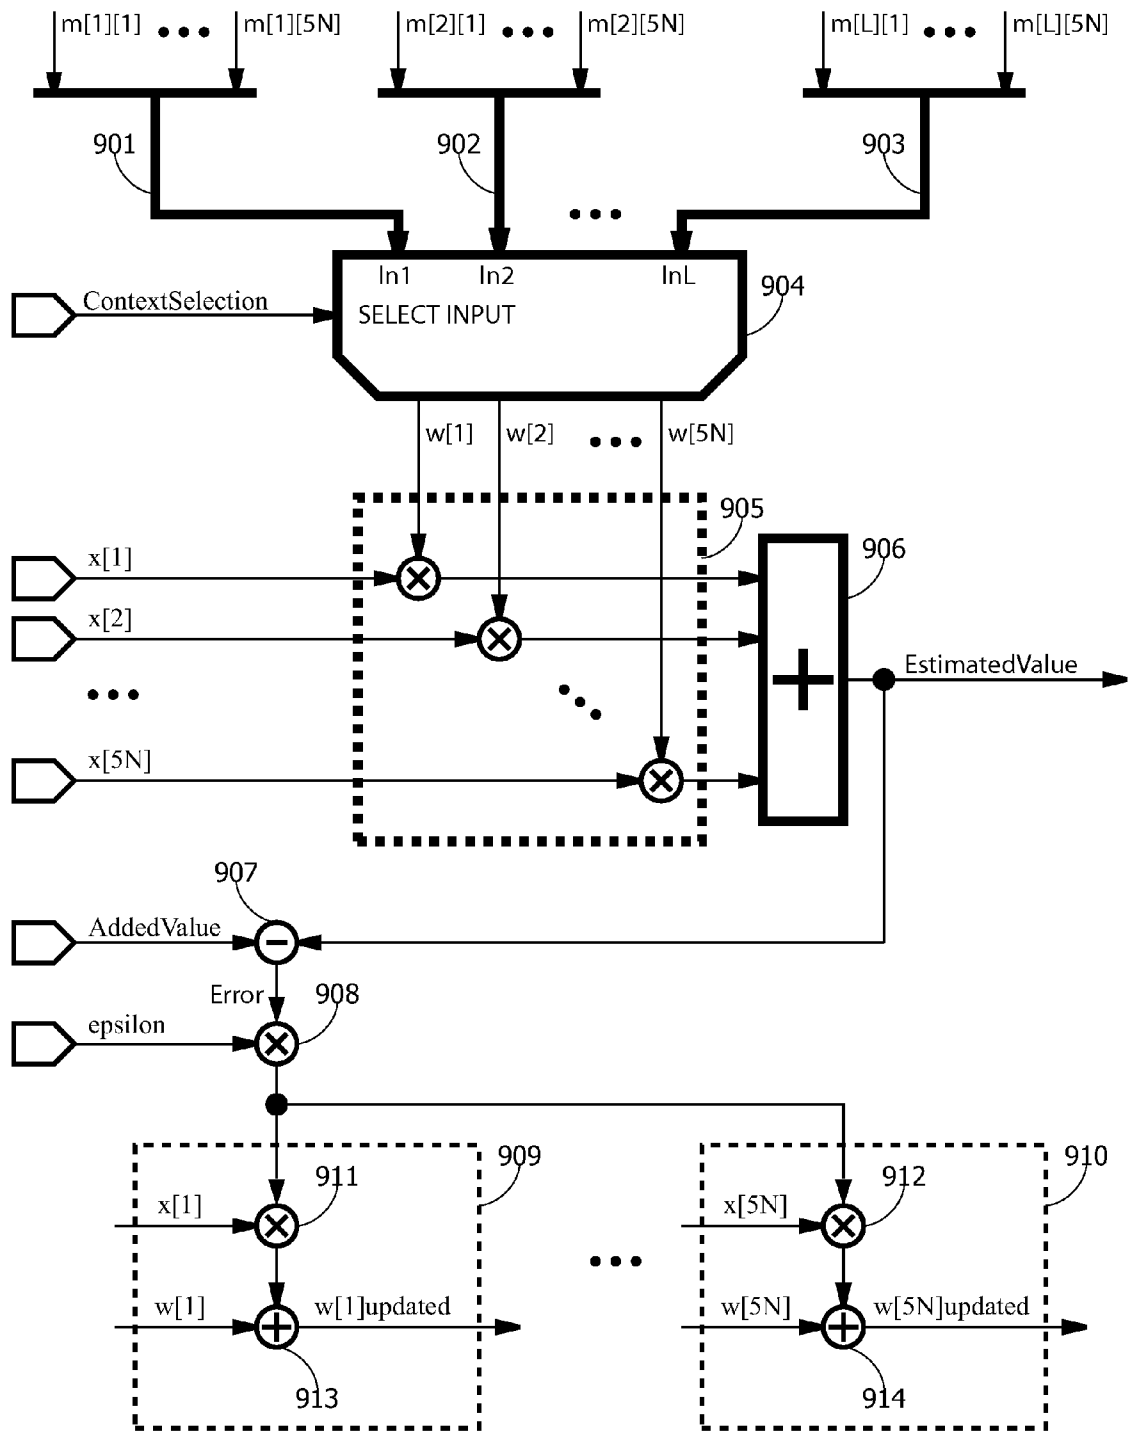 m[1][1] ••• m[1][5N] m[2][1] ••• m[2][5N] m[L][1] ••• m[L][5N]
901 902 903
•••
In1 In2 InL
904
ContextSelection
SELECT INPUT
w[1] w[2] ••• w[5N]
905
x[1]
906
x[2]
EstimatedValue
•••
x[5N]
907
AddedValue
Error 908
epsilon
909 910
911 912
x[1] x[5N]
•••
w[1] w[1]updated w[5N] w[5N]updated
913 914